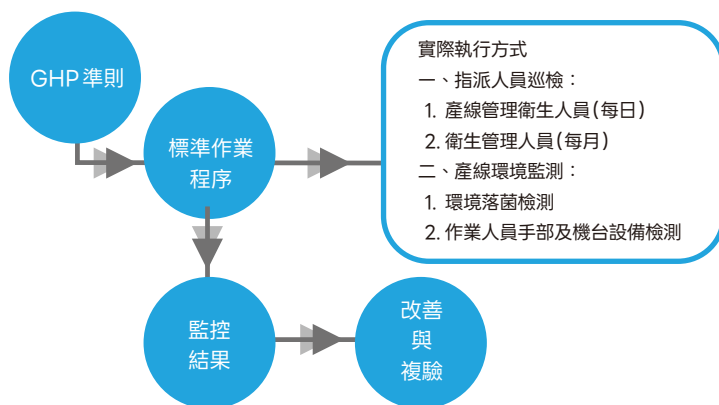 GHP 準則
標準作業
程序
實際執行方式
一、指派人員巡檢：
1. 產線管理衛生人員(每日)
2. 衛生管理人員(每月)
二、產線環境監測：
1. 環境落菌檢測
2. 作業人員手部及機台設備檢測
監控
結果
改善
與
複驗